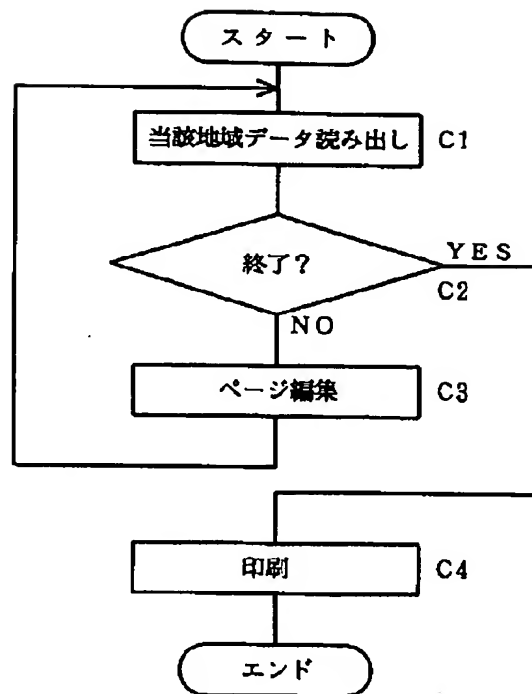 スタート
当該地域データ読み出し C1
終了?
YES
C2
NO
ページ編集 C3
印刷 C4
エンド